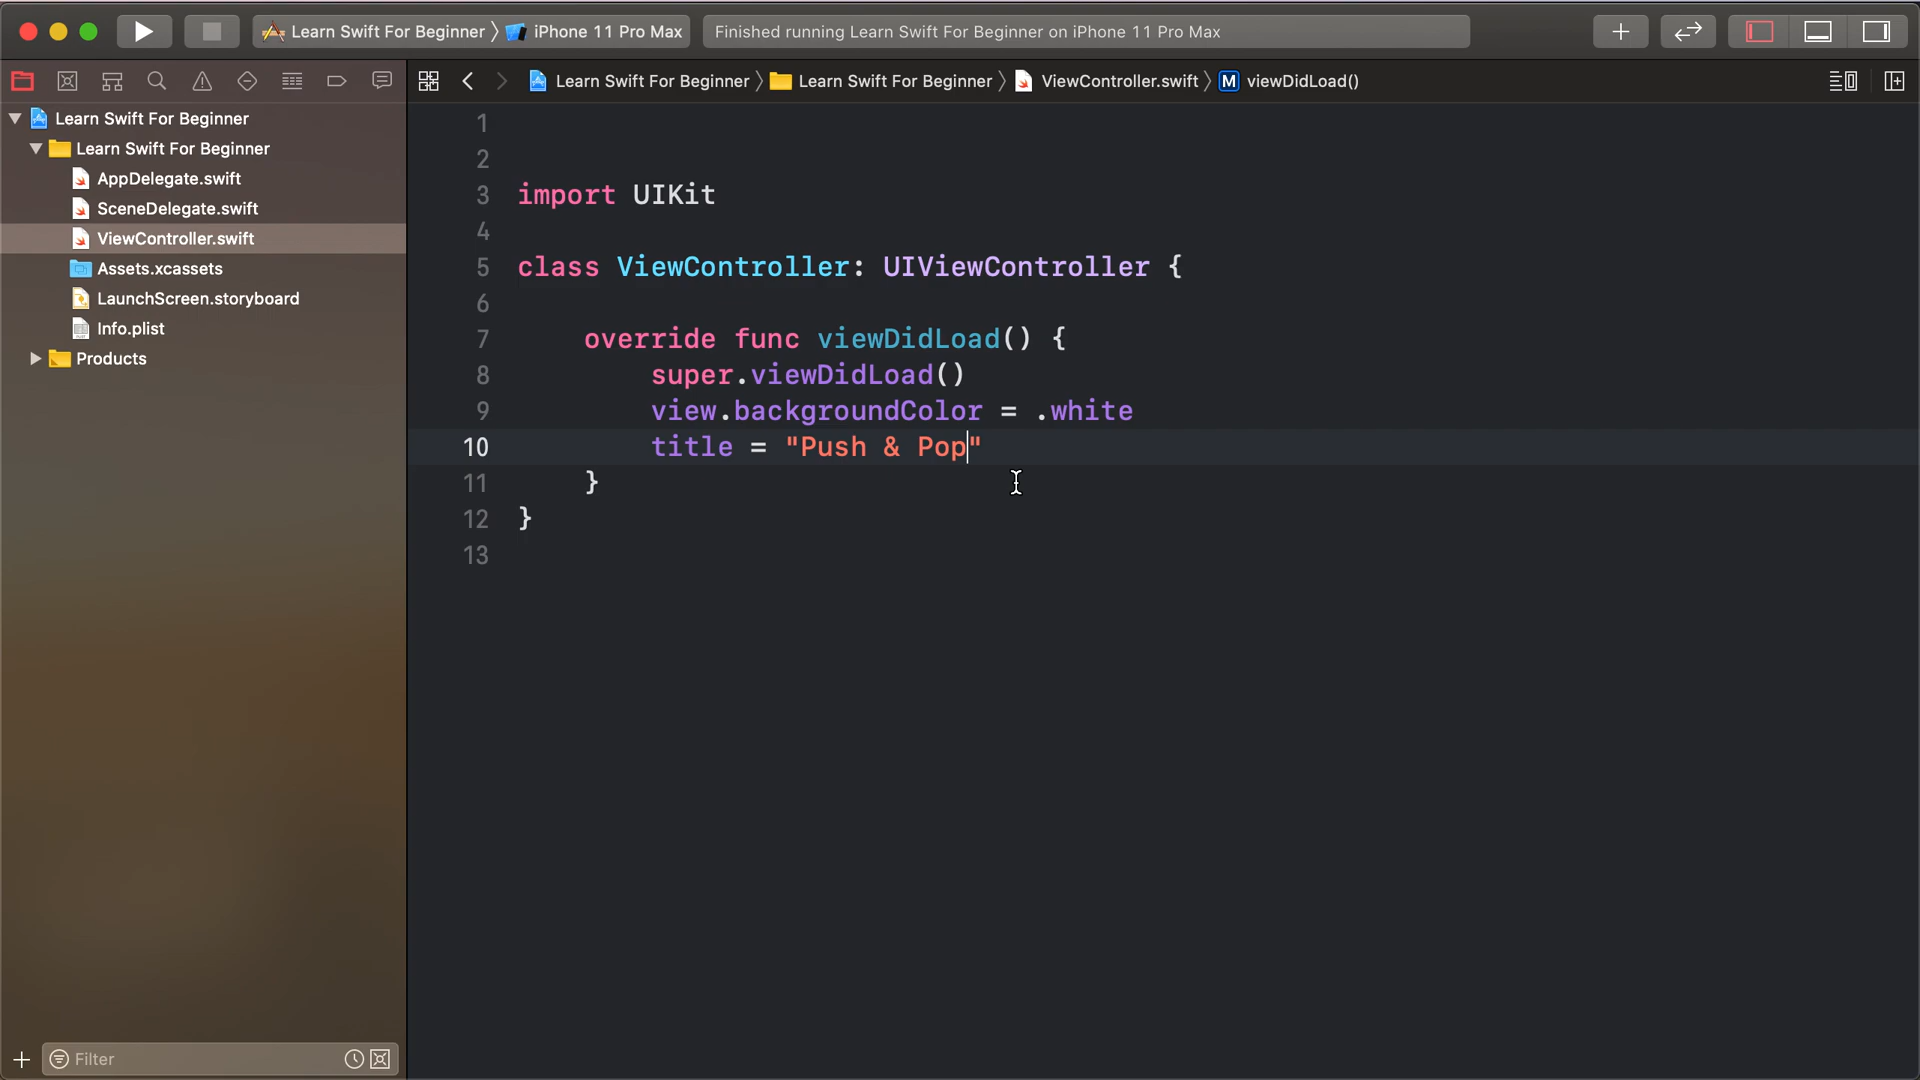 Learn Swift For Beginner 〉 iPhone 11 Pro Max
Finished running Learn Swift For Beginner on iPhone 11 Pro Max
Learn Swift For Beginner 〉 Learn Swift For Beginner 〉 ViewController.swift 〉 M viewDidLoad()
Learn Swift For Beginner
Learn Swift For Beginner
AppDelegate.swift
SceneDelegate.swift
ViewController.swift
Assets.xcassets
LaunchScreen.storyboard
Info.plist
Products
Filter
1
2
3 import UIKit
4
5 class ViewController: UIViewController {
6
7 override func viewDidLoad() {
8 super.viewDidLoad()
9 view.backgroundColor = .white
10 title = "Push & Pop"
11 }
12 }
13